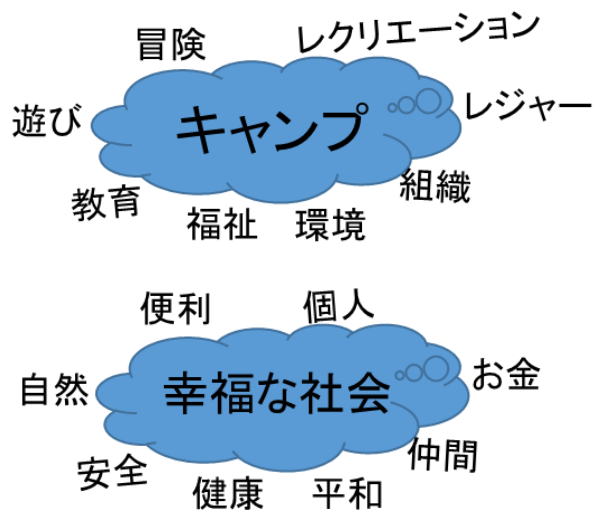 冒険
レクリエーション
遊び
キャンプ
レジャー
教育
組織
福祉
環境
便利
個人
自然
幸福な社会
お金
安全
仲間
健康
平和